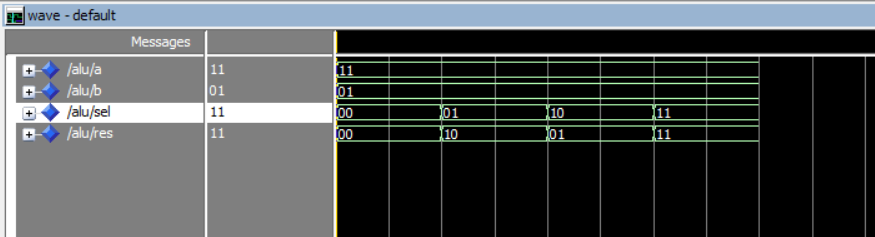 wave - default
Messages
/alu/a 11 11
/alu/b 01 01
/alu/sel 11 00 01 10 11
/alu/res 11 00 10 01 11